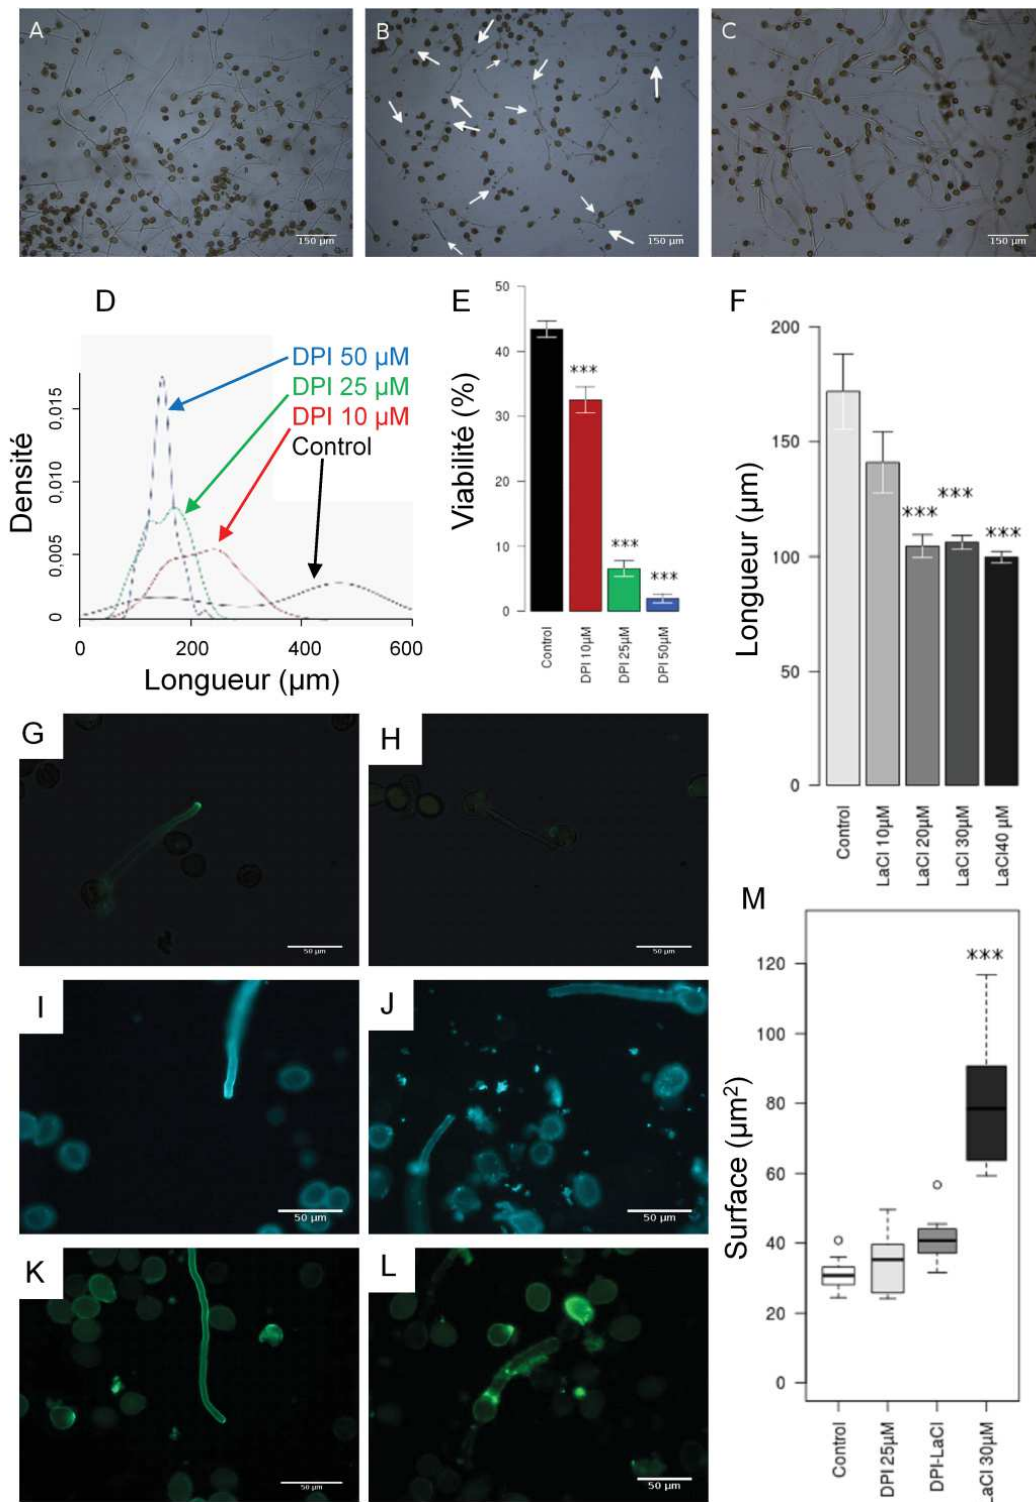 A
B
C
150 µm
150 µm
150 µm
D
DPI 50 µM
DPI 25 µM
DPI 10 µM
Control
Densité
0,015
0,010
0,005
0
0
200
400
600
Longueur (µm)
E
Viabilité (%)
50
40
30
20
10
0
***
***
***
Control
DPI 10µM
DPI 25µM
DPI 50µM
F
Longueur (µm)
200
150
100
50
0
***
***
***
Control
LaCl 10µM
LaCl 20µM
LaCl 30µM
LaCl40 µM
G
50 µm
H
50 µm
I
50 µm
J
50 µm
K
50 µm
L
50 µm
M
Surface (µm²)
120
100
80
60
40
20
0
***
Control
DPI 25µM
DPI-LaCl
LaCl 30µM